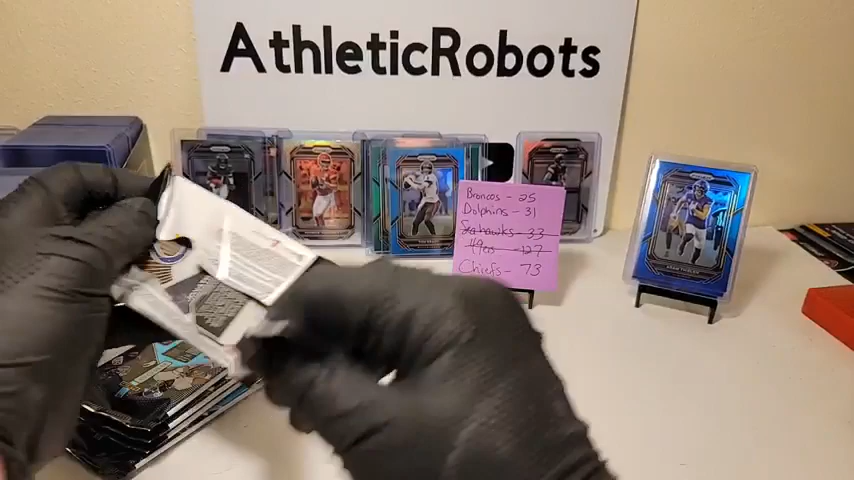 AthleticRobots
Broncos - 25
Dolphins - 31
Seahawks - 33
49ers - 127
Chiefs - 73